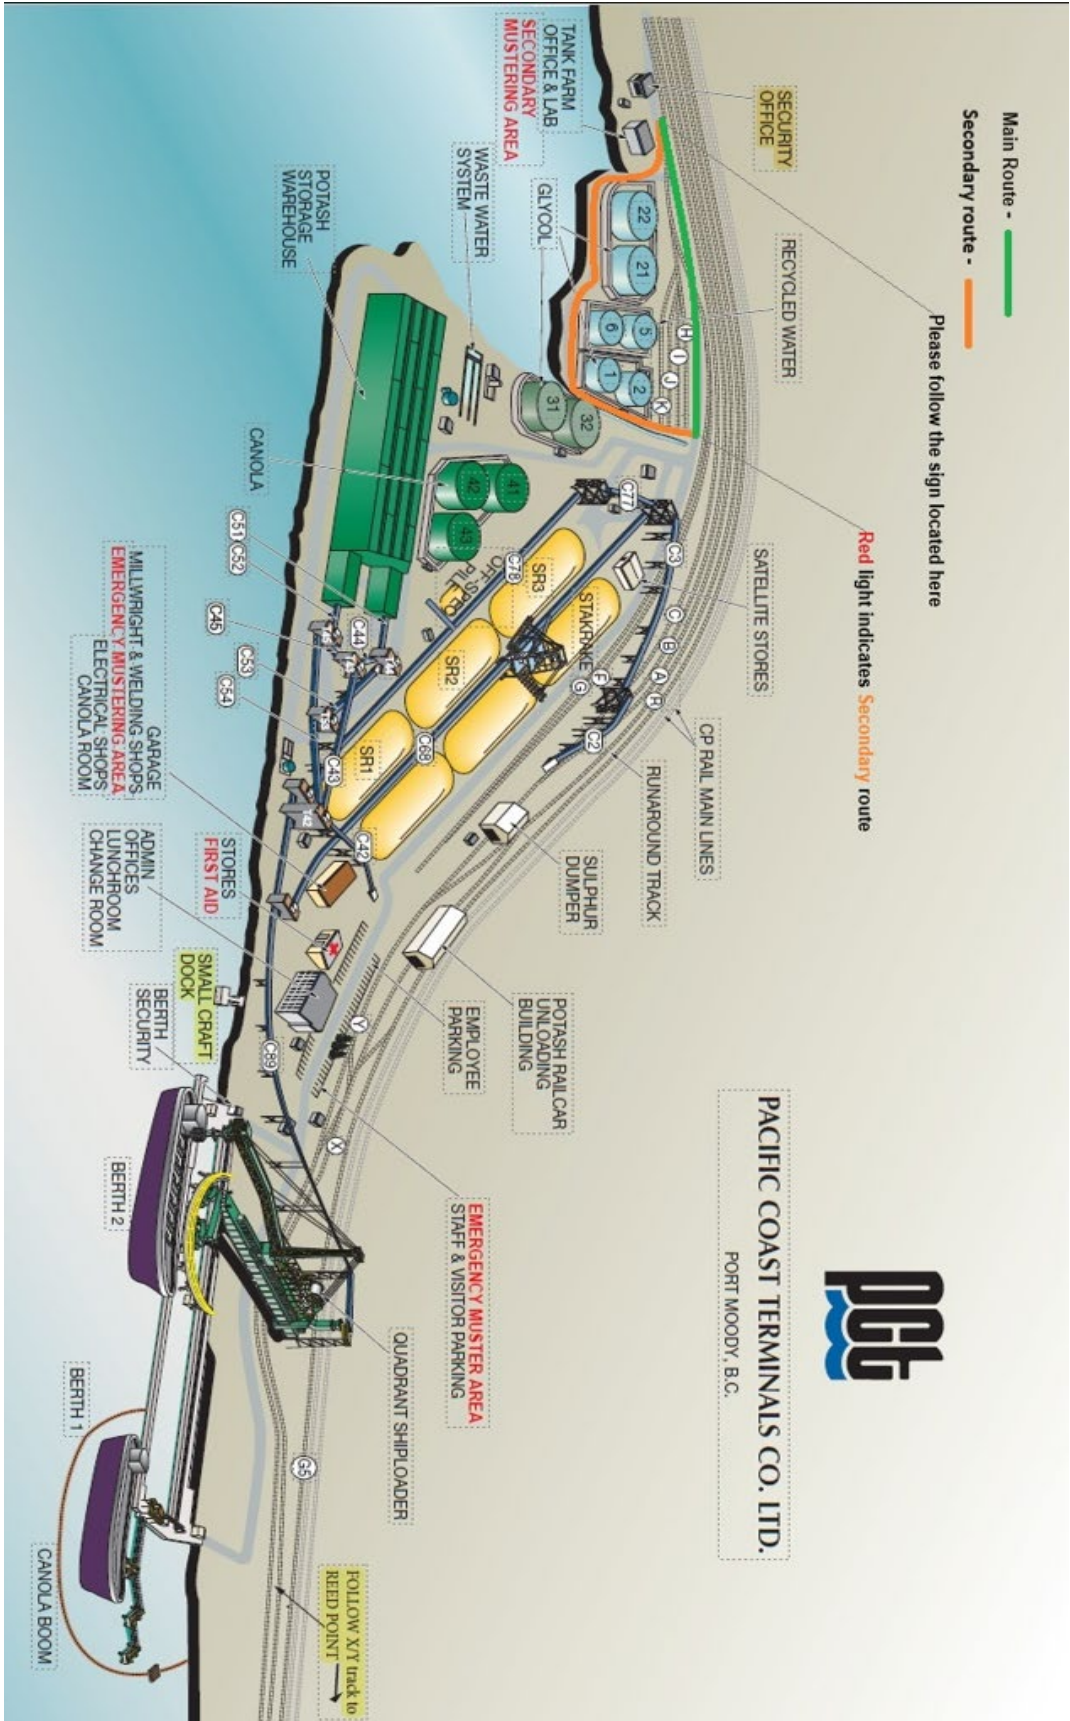 Main Route -
Secondary route -
Please follow the sign located here
Red light indicates Secondary route
pct
PACIFIC COAST TERMINALS CO. LTD.
PORT MOODY, B.C.
SECURITY
OFFICE
RECYCLED WATER
SATELLITE STORES
CP RAIL MAIN LINES
RUNAROUND TRACK
SULPHUR
DUMPER
POTASH RAILCAR
UNLOADING
BUILDING
EMPLOYEE
PARKING
EMERGENCY MUSTER AREA
STAFF & VISITOR PARKING
QUADRANT SHIPLOADER
FOLLOW X/Y track to
REED POINT
TANK FARM
OFFICE & LAB
SECONDARY
MUSTERING AREA
GLYCOL
WASTE WATER
SYSTEM
POTASH
STORAGE
WAREHOUSE
CANOLA
C51
C52
C45
C53
C54
GARAGE
MILLWRIGHT & WELDING SHOPS
EMERGENCY MUSTERING AREA
ELECTRICAL SHOPS
CANOLA ROOM
STORES
FIRST AID
ADMIN
OFFICES
LUNCHROOM
CHANGE ROOM
SMALL CRAFT
DOCK
BERTH
SECURITY
BERTH 2
BERTH 1
CANOLA BOOM
22
21
5
6
1
2
H
I
J
K
31
32
41
42
43
C77
C3
C78
SR3
STAKRAKE
OFF SPEC
PILE
SR2
SR1
C68
C44
C43
C42
T42
C
B
A
R
F
G
C2
Y
X
C89
G5